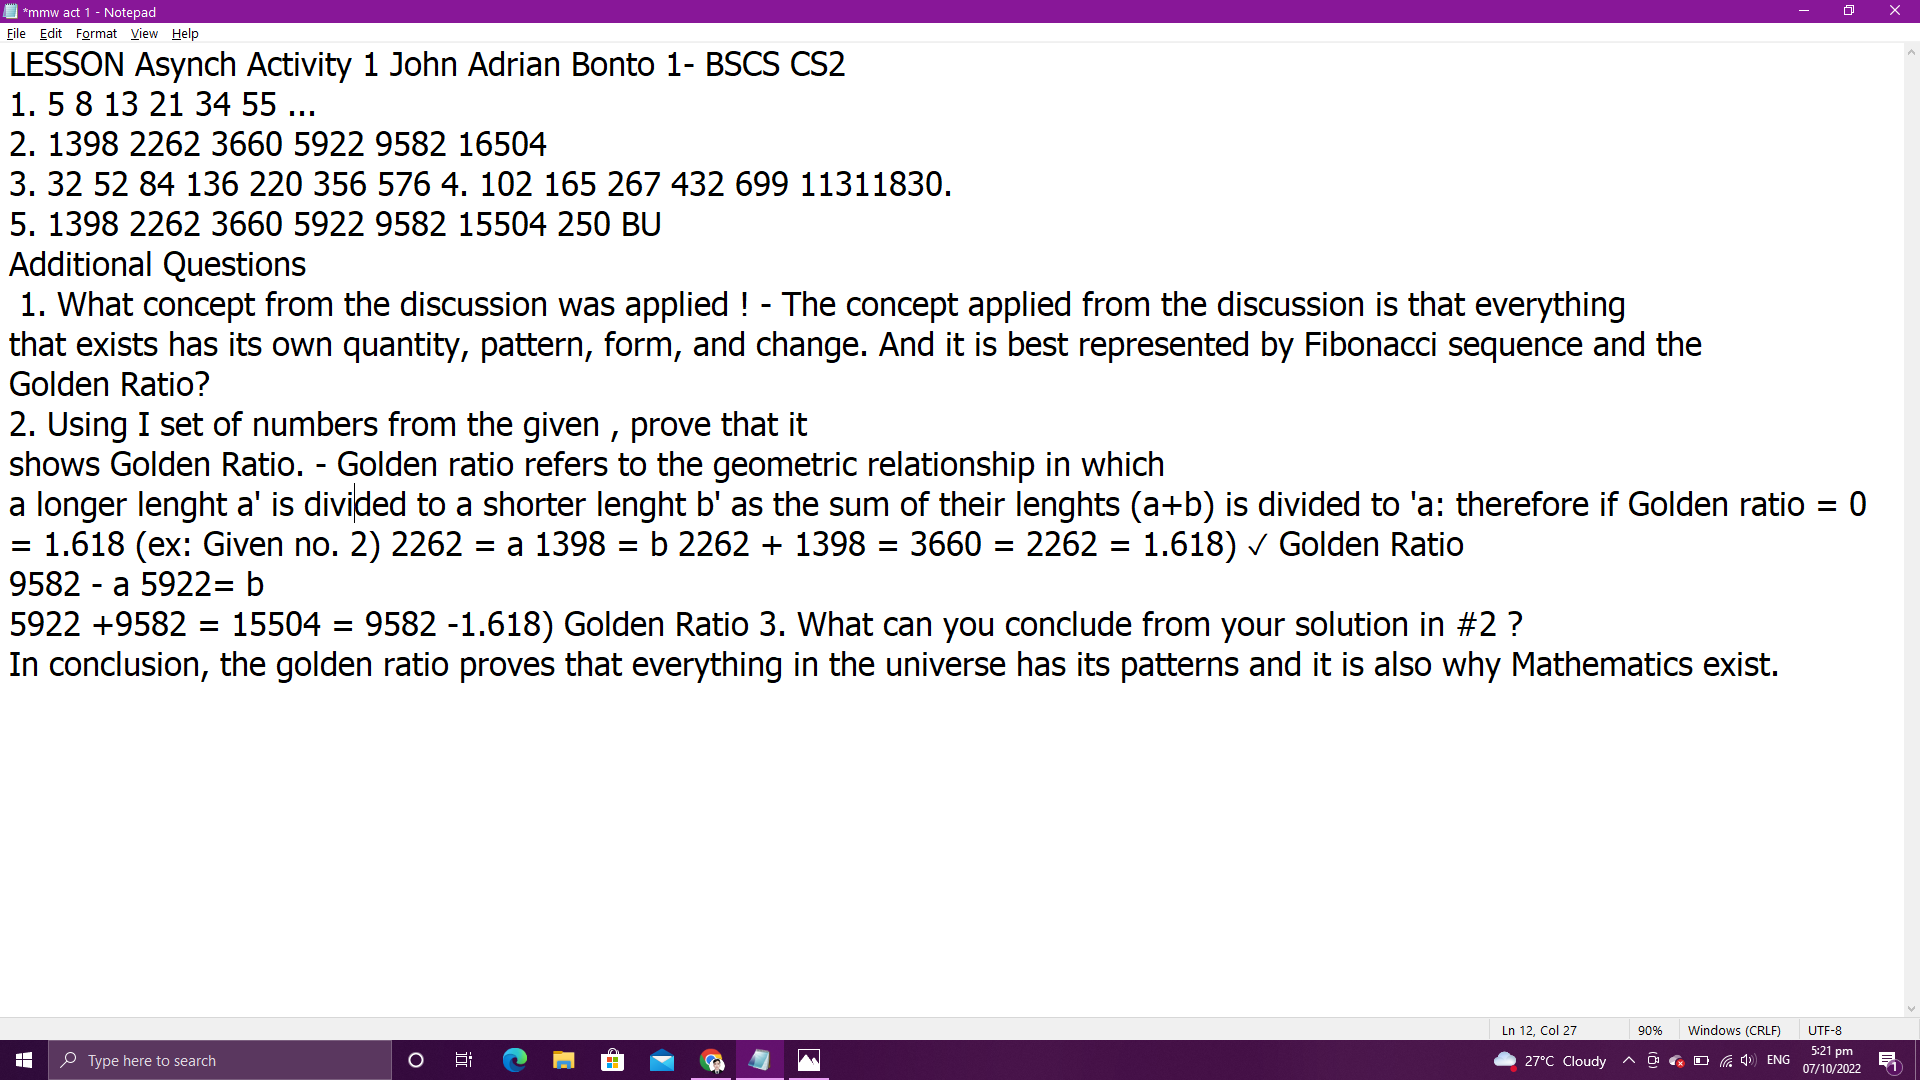 *mmw act 1 - Notepad
File Edit Format View Help
LESSON Asynch Activity 1 John Adrian Bonto 1- BSCS CS2
1. 5 8 13 21 34 55 ...
2. 1398 2262 3660 5922 9582 16504
3. 32 52 84 136 220 356 576 4. 102 165 267 432 699 11311830.
5. 1398 2262 3660 5922 9582 15504 250 BU
Additional Questions
1. What concept from the discussion was applied ! - The concept applied from the discussion is that everything
that exists has its own quantity, pattern, form, and change. And it is best represented by Fibonacci sequence and the
Golden Ratio?
2. Using I set of numbers from the given , prove that it
shows Golden Ratio. - Golden ratio refers to the geometric relationship in which
a longer lenght a' is divided to a shorter lenght b' as the sum of their lenghts (a+b) is divided to 'a: therefore if Golden ratio = 0
= 1.618 (ex: Given no. 2) 2262 = a 1398 = b 2262 + 1398 = 3660 = 2262 = 1.618) ✓ Golden Ratio
9582 - a 5922= b
5922 +9582 = 15504 = 9582 -1.618) Golden Ratio 3. What can you conclude from your solution in #2 ?
In conclusion, the golden ratio proves that everything in the universe has its patterns and it is also why Mathematics exist.
Ln 12, Col 27 90% Windows (CRLF) UTF-8
Type here to search
27°C Cloudy
ENG
5:21 pm
07/10/2022
1